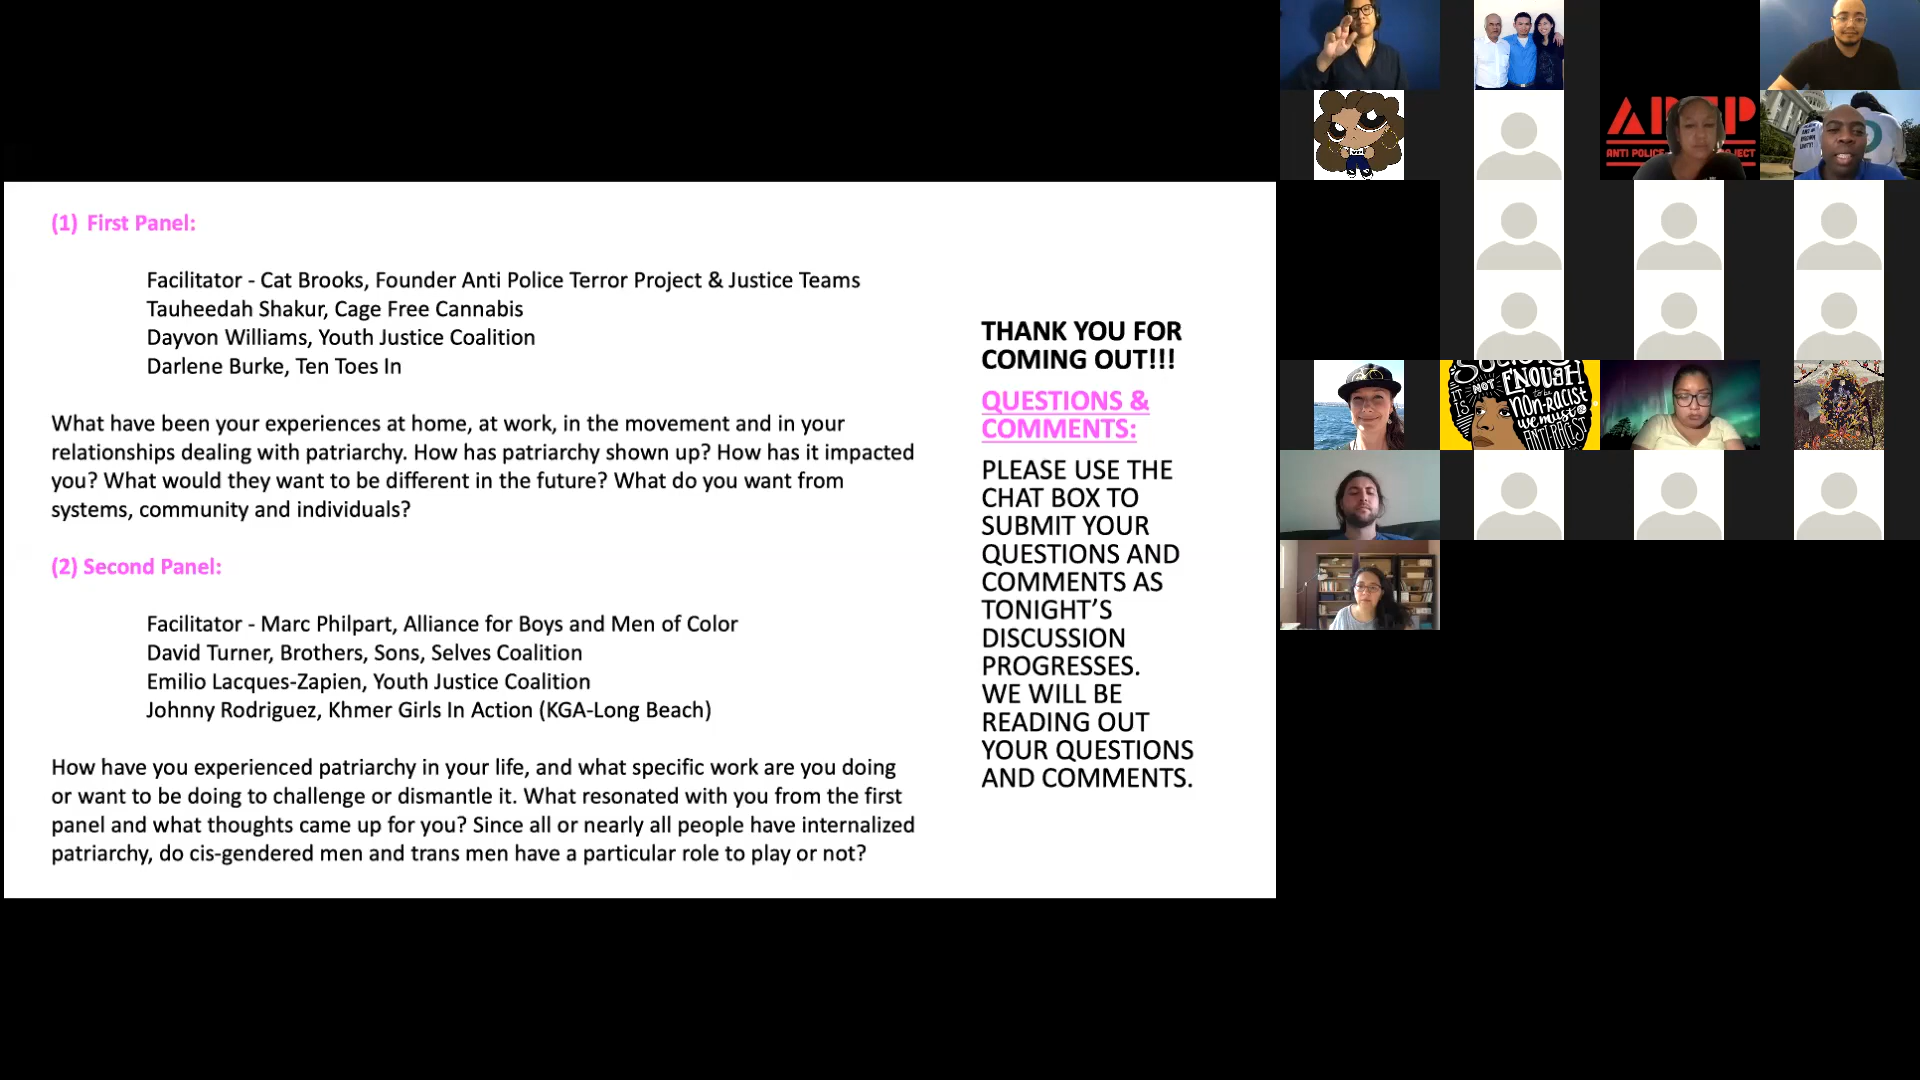 (1) First Panel:
Facilitator - Cat Brooks, Founder Anti Police Terror Project & Justice Teams
Tauheedah Shakur, Cage Free Cannabis
Dayvon Williams, Youth Justice Coalition
Darlene Burke, Ten Toes In
What have been your experiences at home, at work, in the movement and in your
relationships dealing with patriarchy. How has patriarchy shown up? How has it impacted
you? What would they want to be different in the future? What do you want from
systems, community and individuals?
(2) Second Panel:
Facilitator - Marc Philpart, Alliance for Boys and Men of Color
David Turner, Brothers, Sons, Selves Coalition
Emilio Lacques-Zapien, Youth Justice Coalition
Johnny Rodriguez, Khmer Girls In Action (KGA-Long Beach)
How have you experienced patriarchy in your life, and what specific work are you doing
or want to be doing to challenge or dismantle it. What resonated with you from the first
panel and what thoughts came up for you? Since all or nearly all people have internalized
patriarchy, do cis-gendered men and trans men have a particular role to play or not?
THANK YOU FOR
COMING OUT!!!
QUESTIONS &
COMMENTS:
PLEASE USE THE
CHAT BOX TO
SUBMIT YOUR
QUESTIONS AND
COMMENTS AS
TONIGHT’S
DISCUSSION
PROGRESSES.
WE WILL BE
READING OUT
YOUR QUESTIONS
AND COMMENTS.
ANTI POLICE
IT IS NOT ENOUGH
to be
non-racist
we must be
ANTI-RACIST